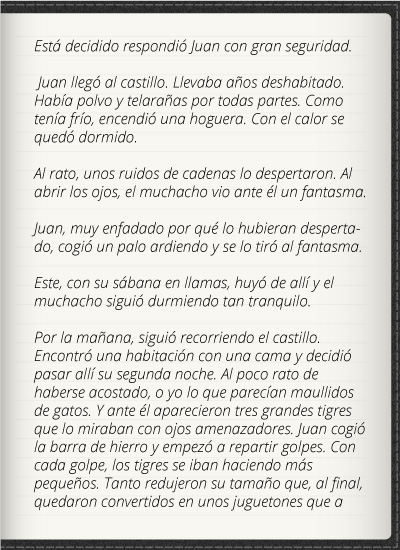 Está decidido respondió Juan con gran seguridad.
Juan llegó al castillo. Llevaba años deshabitado.
Había polvo y telarañas por todas partes. Como
tenía frío, encendió una hoguera. Con el calor se
quedó dormido.
Al rato, unos ruidos de cadenas lo despertaron. Al
abrir los ojos, el muchacho vio ante él un fantasma.
Juan, muy enfadado por qué lo hubieran desperta-
do, cogió un palo ardiendo y se lo tiró al fantasma.
Este, con su sábana en llamas, huyó de allí y el
muchacho siguió durmiendo tan tranquilo.
Por la mañana, siguió recorriendo el castillo.
Encontró una habitación con una cama y decidió
pasar allí su segunda noche. Al poco rato de
haberse acostado, o yo lo que parecían maullidos
de gatos. Y ante él aparecieron tres grandes tigres
que lo miraban con ojos amenazadores. Juan cogió
la barra de hierro y empezó a repartir golpes. Con
cada golpe, los tigres se iban haciendo más
pequeños. Tanto redujeron su tamaño que, al final,
quedaron convertidos en unos juguetones que a